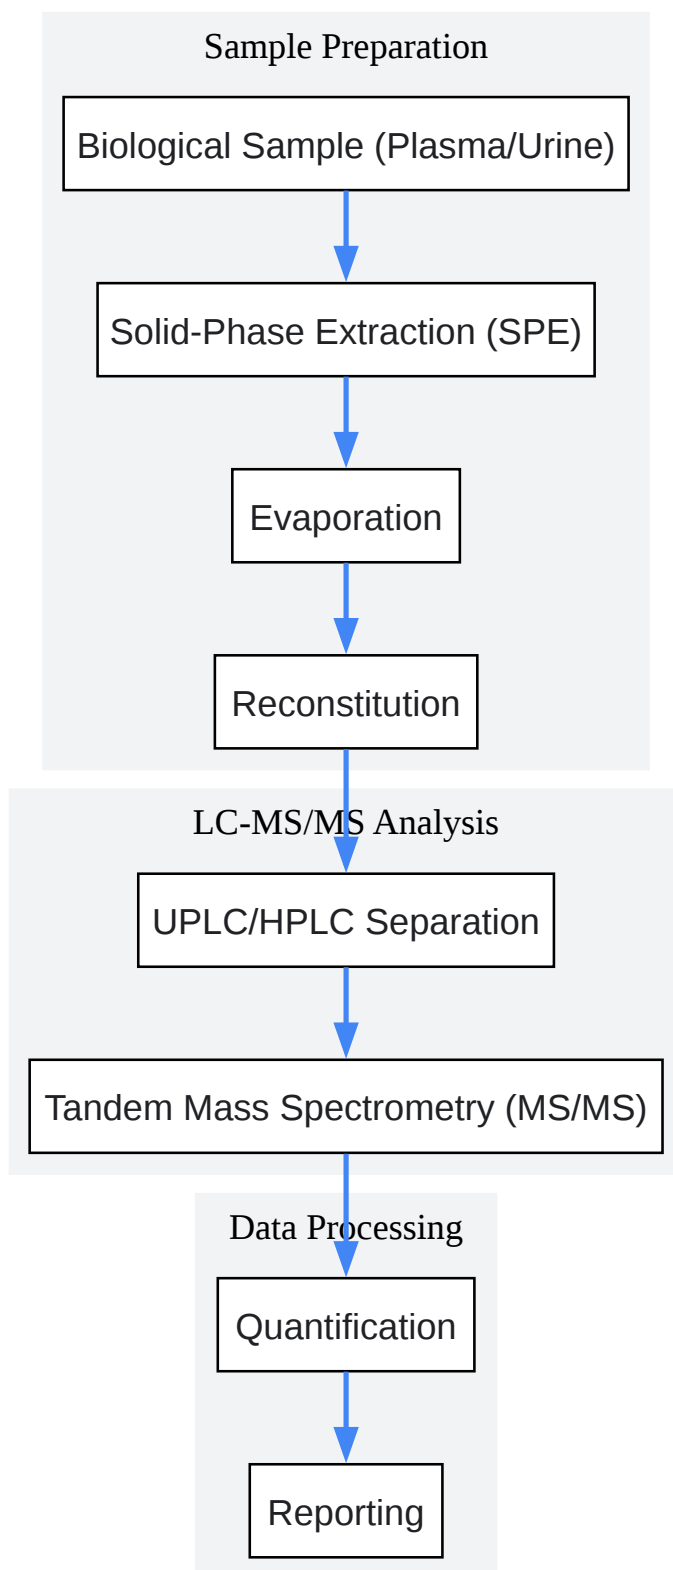 Sample Preparation
Biological Sample (Plasma/Urine)
Solid-Phase Extraction (SPE)
Evaporation
Reconstitution
LC-MS/MS Analysis
UPLC/HPLC Separation
Tandem Mass Spectrometry (MS/MS)
Data Processing
Quantification
Reporting